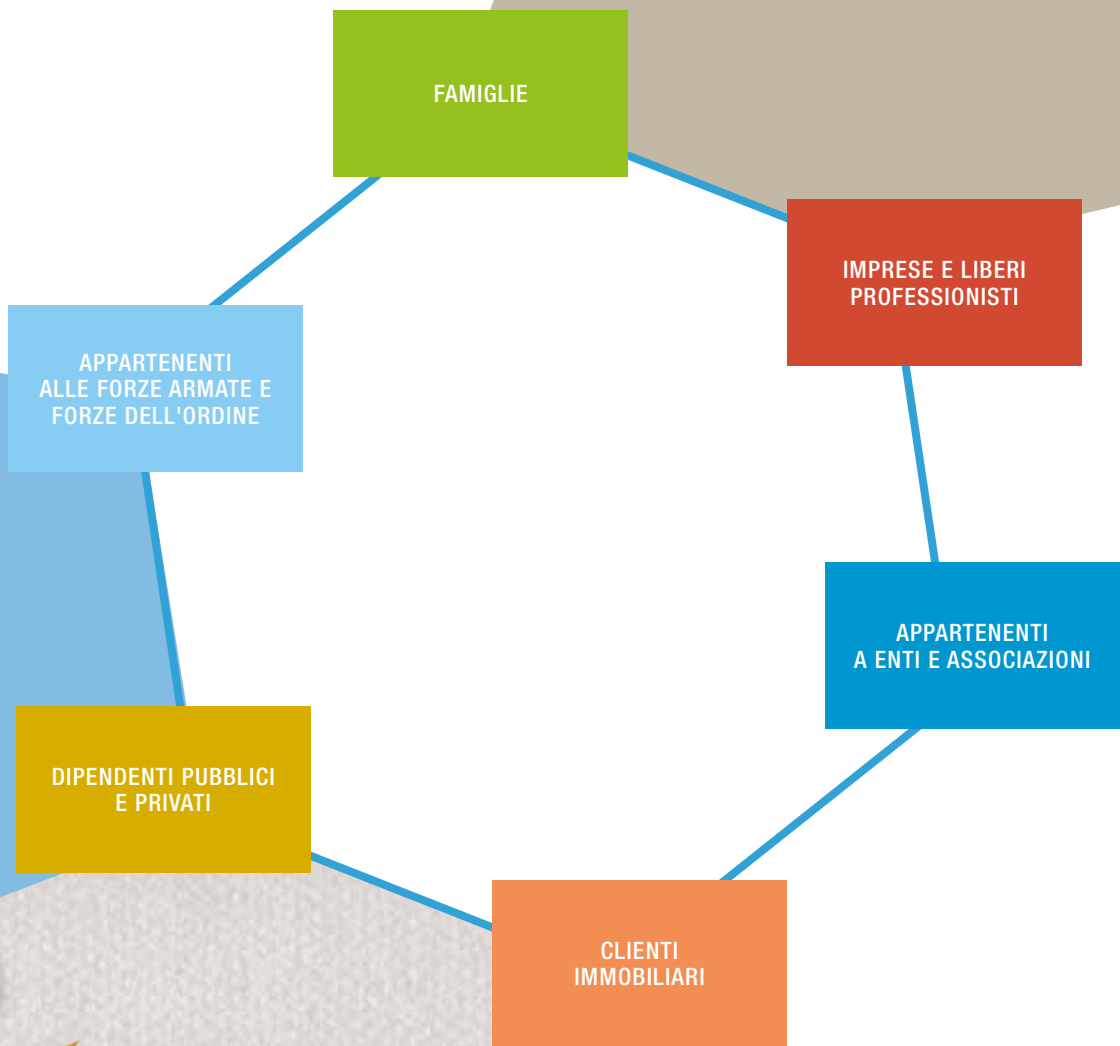 FAMIGLIE
IMPRESE E LIBERI
PROFESSIONISTI
APPARTENENTI
ALLE FORZE ARMATE E
FORZE DELL'ORDINE
APPARTENENTI
A ENTI E ASSOCIAZIONI
DIPENDENTI PUBBLICI
E PRIVATI
CLIENTI
IMMOBILIARI